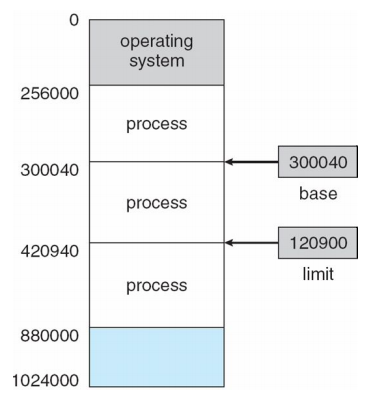 0
operating
system
256000
process
300040
300040
base
process
420940
120900
limit
process
880000
1024000